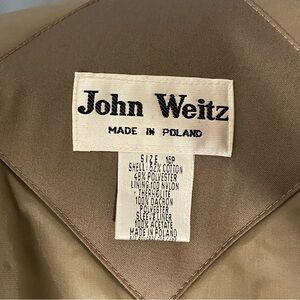 John Weitz
MADE IN POLAND
SIZE 16P
SHELL: 52% COTTON
48% POLYESTER
LINING: 100% NYLON
THERMOLITE
100% DACRON
POLYESTER
SLEEVE LINER
100% ACETATE
MADE IN POLAND